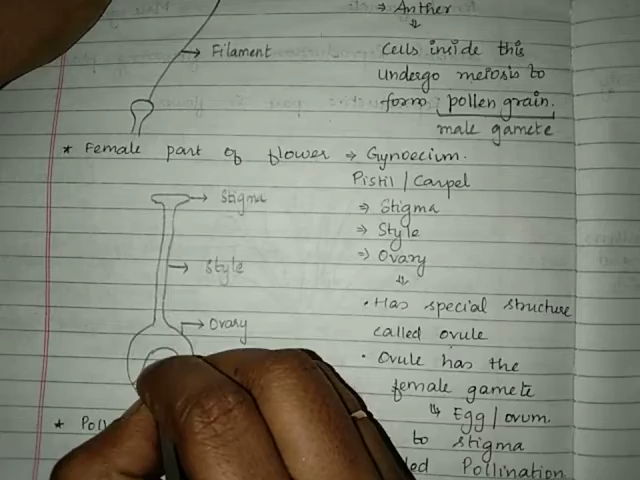 ⇒ Anther
⇓
Filament
Cells inside this
undergo meiosis to
form pollen grain.
male gamete
* Female part of flower ⇒ Gynoecium.
Pistil / Carpel
Stigma
⇒ Stigma
⇒ Style
style
⇒ Ovary
⇓
• Has special structure
Ovary
called ovule
• Ovule has the
female gamete
⇓ Egg / ovum.
* Poll
to stigma
Pollination